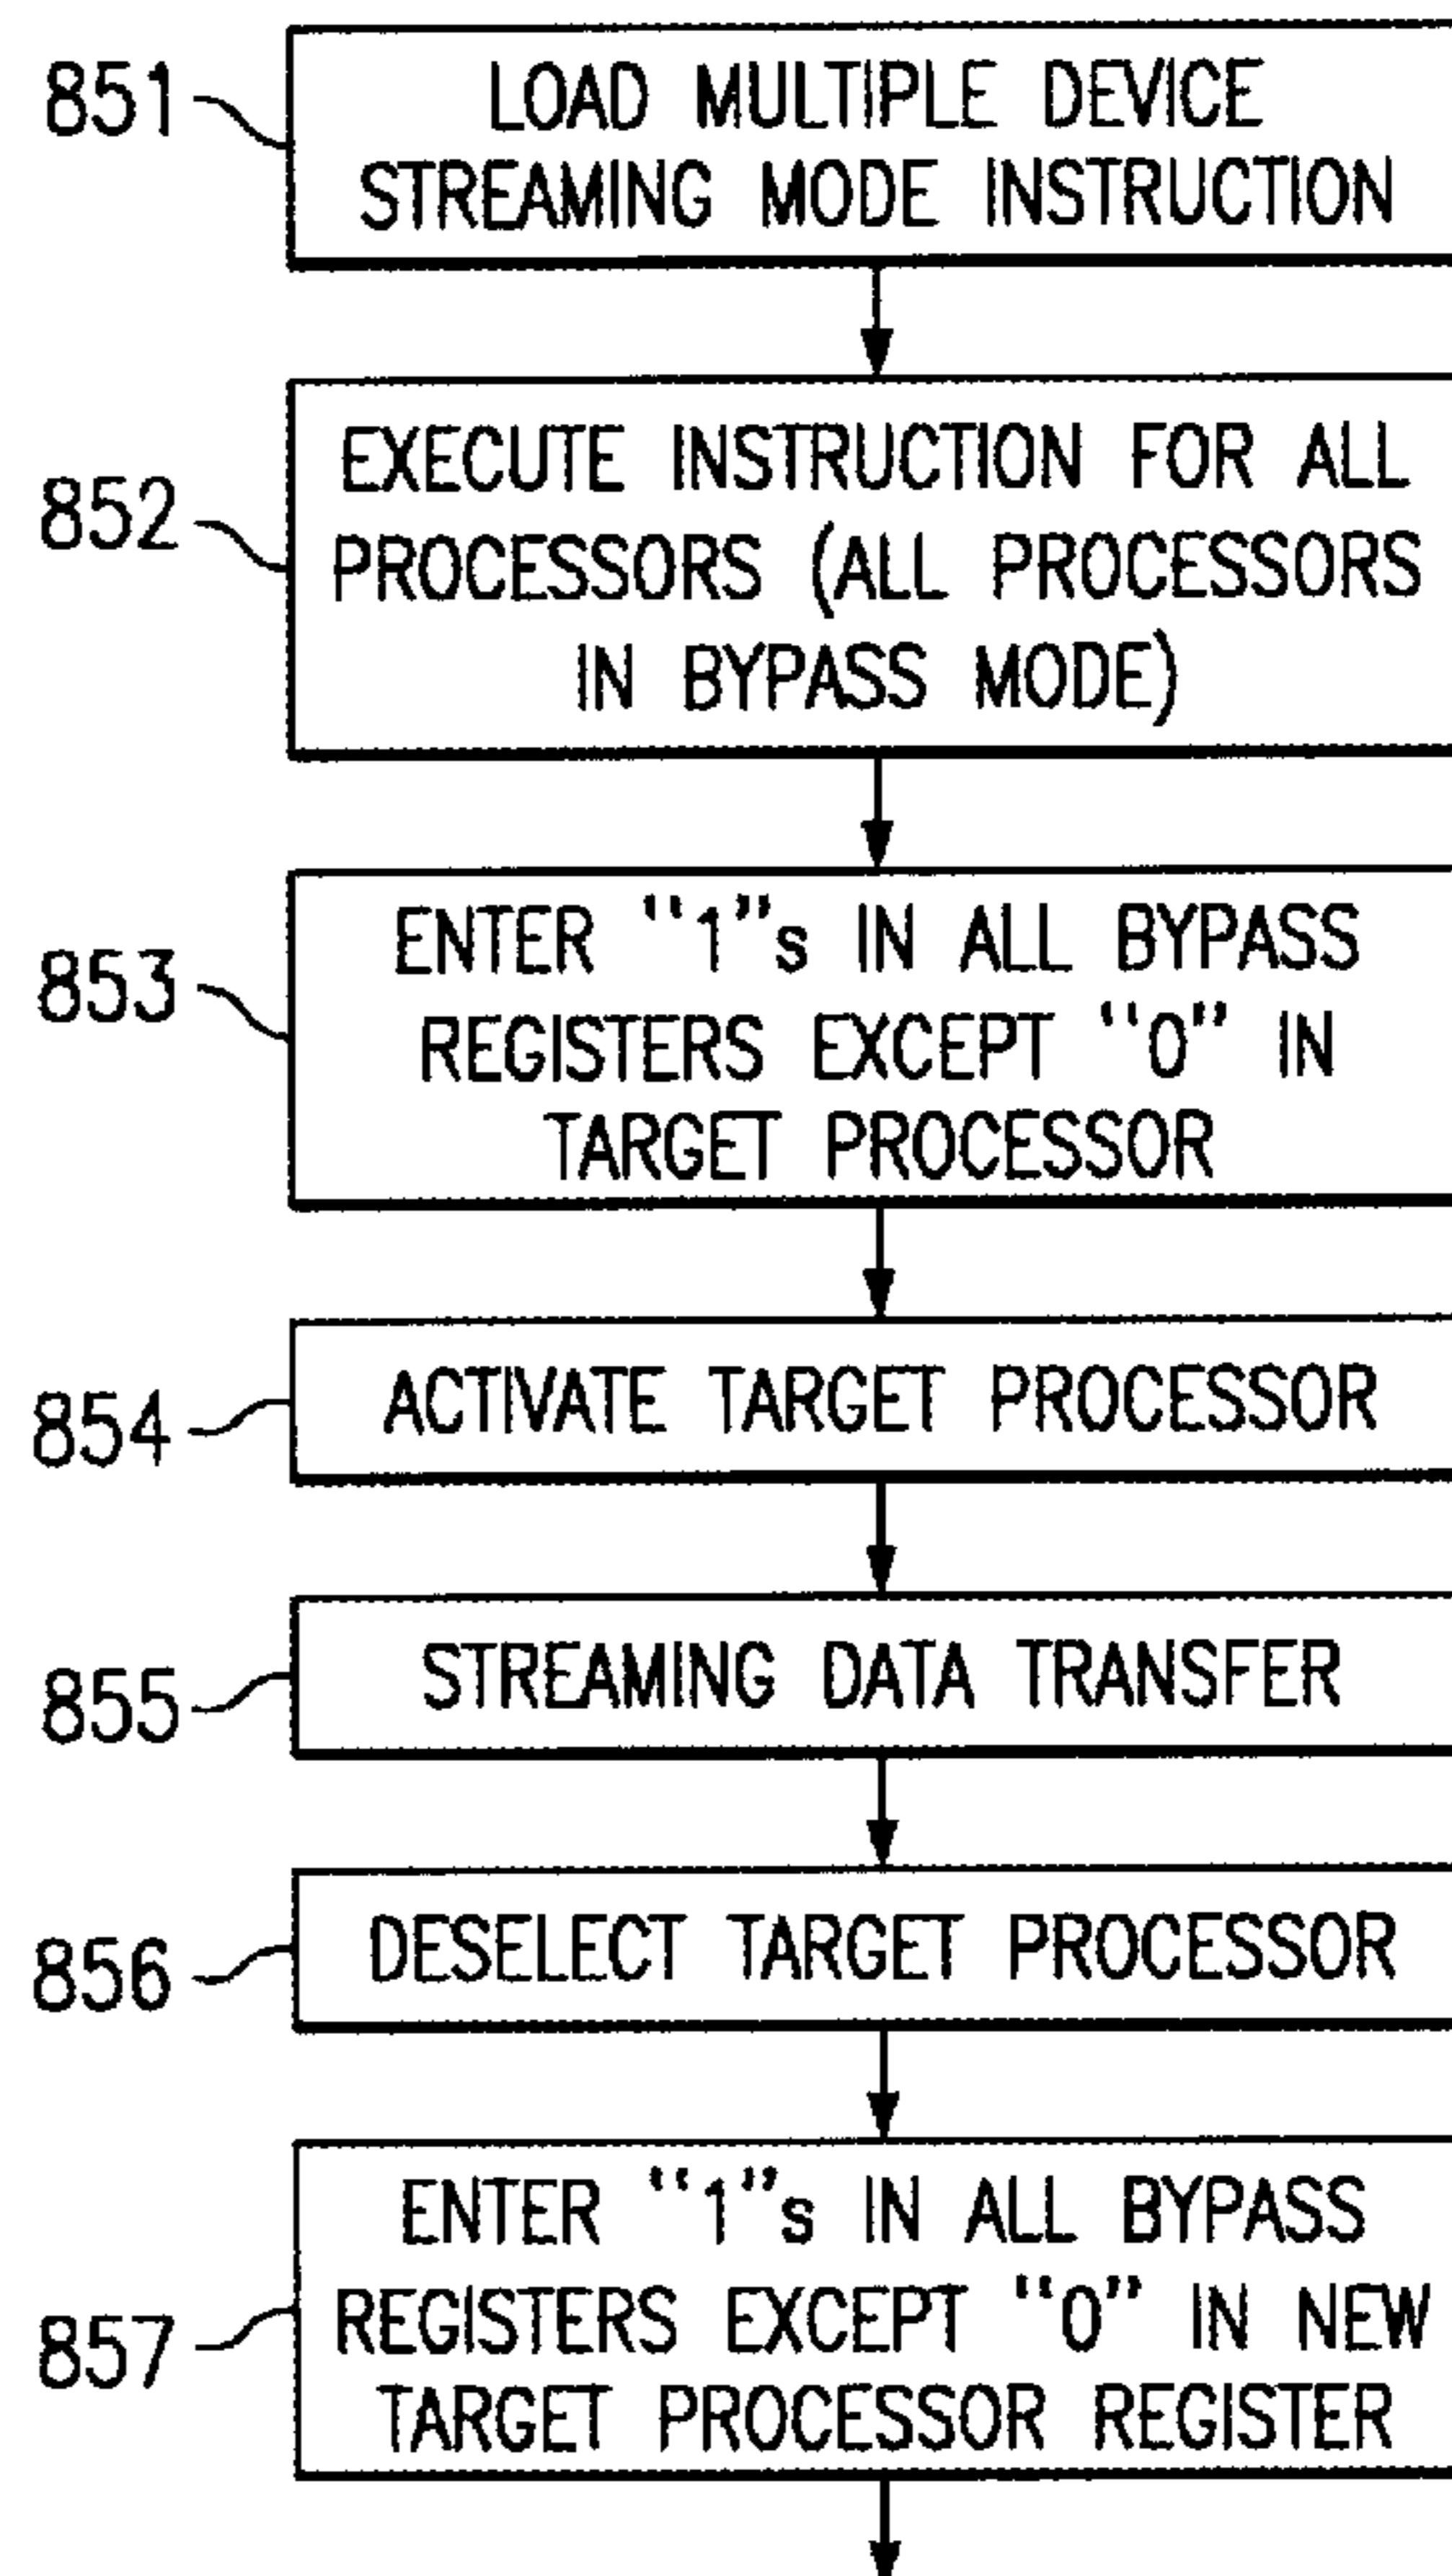 851
LOAD MULTIPLE DEVICE
STREAMING MODE INSTRUCTION
852
EXECUTE INSTRUCTION FOR ALL
PROCESSORS (ALL PROCESSORS
IN BYPASS MODE)
853
ENTER "1"s IN ALL BYPASS
REGISTERS EXCEPT "0" IN
TARGET PROCESSOR
854
ACTIVATE TARGET PROCESSOR
855
STREAMING DATA TRANSFER
856
DESELECT TARGET PROCESSOR
857
ENTER "1"s IN ALL BYPASS
REGISTERS EXCEPT "0" IN NEW
TARGET PROCESSOR REGISTER